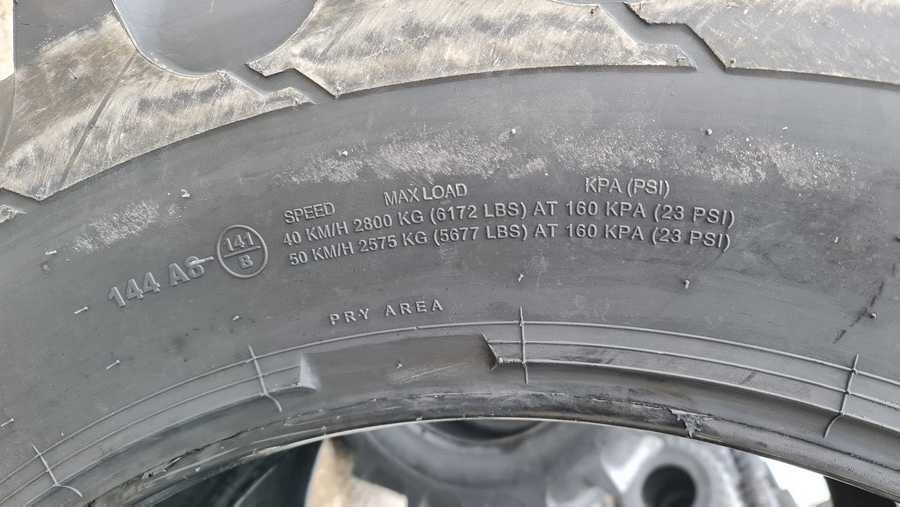 SPEED MAX LOAD KPA (PSI)
40 KM/H 2800 KG (6172 LBS) AT 160 KPA (23 PSI)
50 KM/H 2575 KG (5677 LBS) AT 160 KPA (23 PSI)
144 A8
141
B
PRY AREA